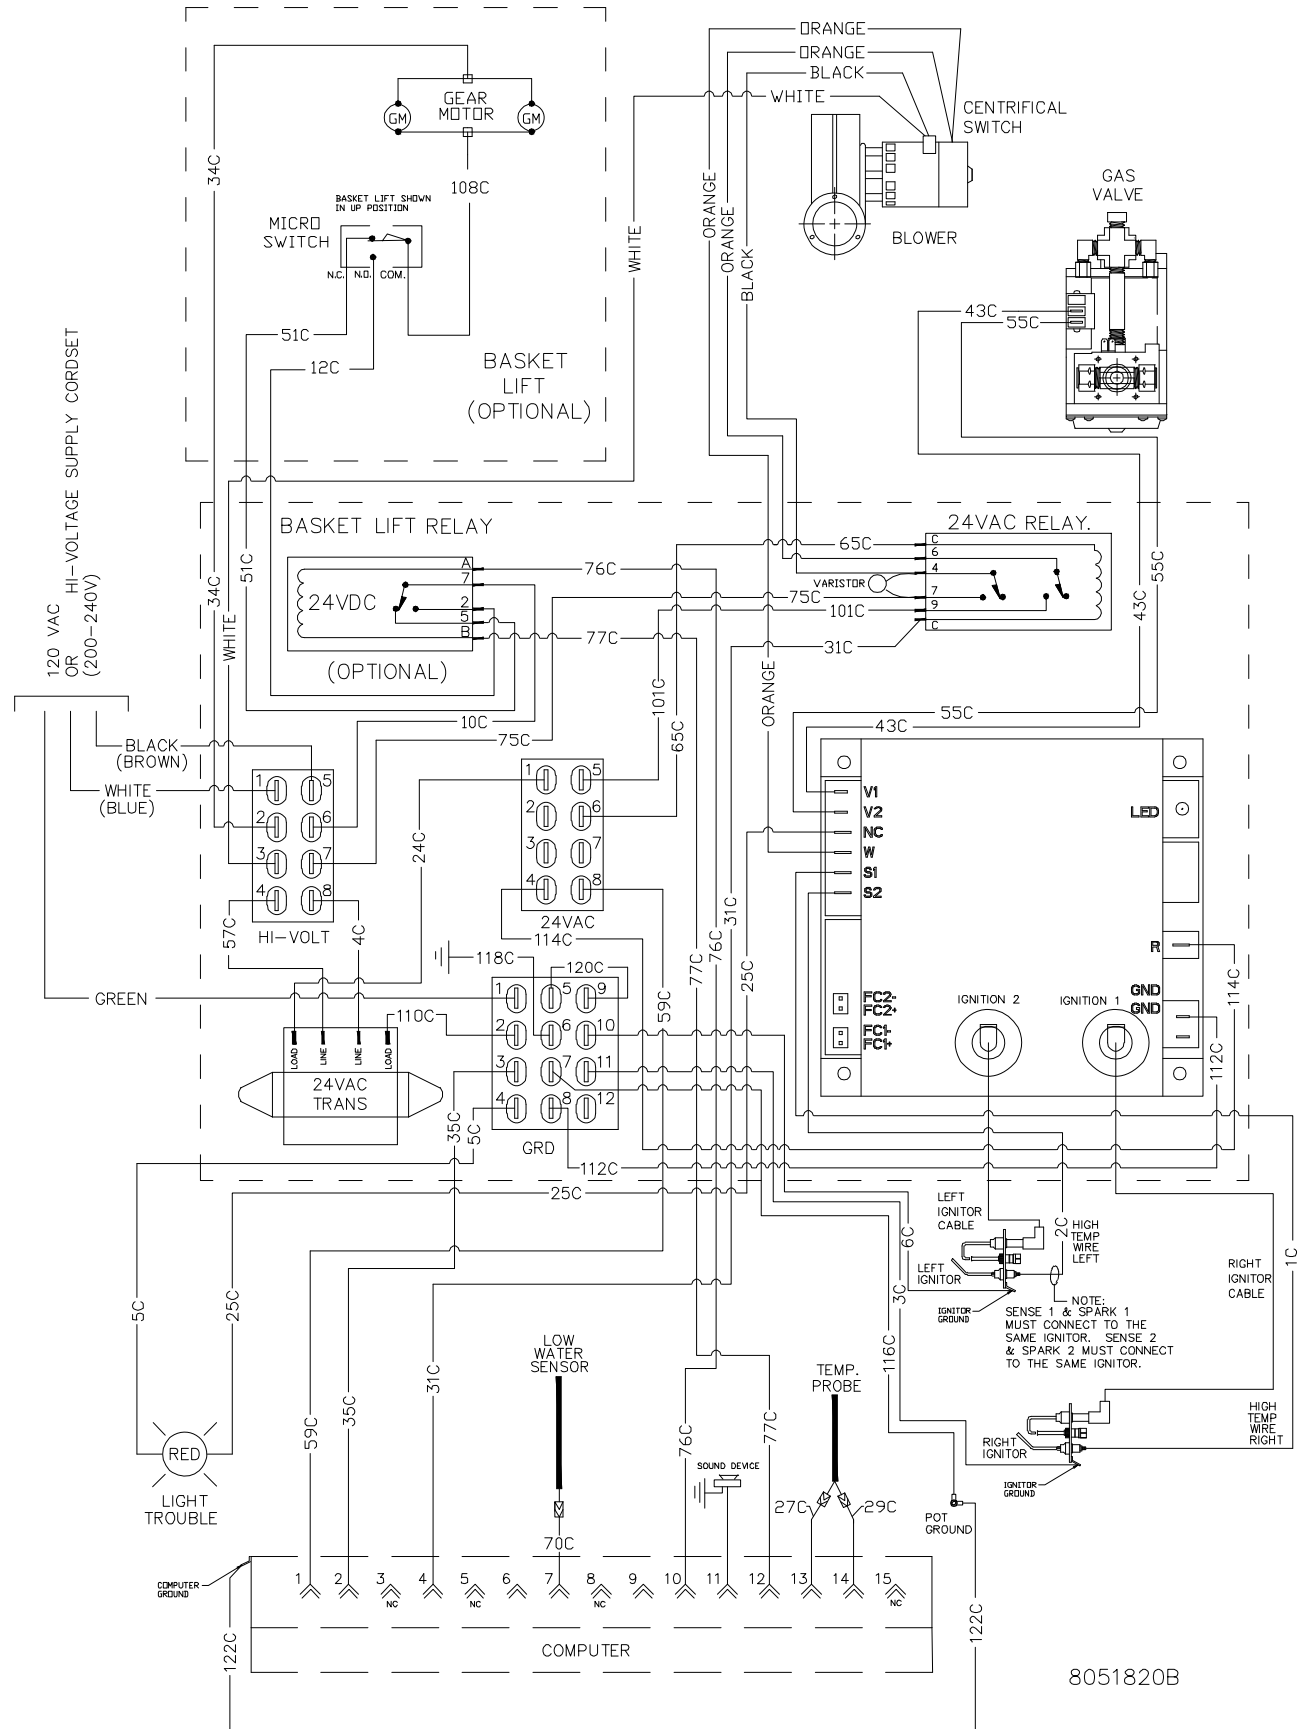 ORANGE
ORANGE
BLACK
WHITE
CENTRIFICAL
SWITCH
BLOWER
GAS
VALVE
GEAR
MOTOR
GM
GM
34C
108C
BASKET LIFT SHOWN
IN UP POSITION
MICRO
SWITCH
N.C.
N.O.
COM.
51C
12C
BASKET
LIFT
(OPTIONAL)
WHITE
ORANGE
ORANGE
BLACK
43C
55C
120 VAC
OR HI-VOLTAGE SUPPLY CORDSET
(200-240V)
BASKET LIFT RELAY
24VDC
A
7
2
5
B
(OPTIONAL)
34C
WHITE
51C
76C
77C
10C
75C
24VAC RELAY.
C
6
4
7
9
C
VARISTOR
65C
75C
101C
31C
43C
55C
55C
43C
101C
65C
ORANGE
BLACK
(BROWN)
WHITE
(BLUE)
1
5
2
6
3
7
4
8
HI-VOLT
57C
4C
24C
1
5
2
6
3
7
4
8
24VAC
114C
118C
120C
GREEN
110C
1
5
9
2
6
10
3
7
11
4
8
12
GRD
LOAD
LINE
LINE
LOAD
24VAC
TRANS
59C
77C
76C
31C
25C
V1
V2
NC
W
S1
S2
LED
R
GND
GND
FC2-
FC2+
FC1-
FC1+
IGNITION 2
IGNITION 1
114C
112C
35C
5C
112C
25C
5C
25C
RED
LIGHT
TROUBLE
59C
35C
31C
LOW
WATER
SENSOR
70C
76C
77C
SOUND DEVICE
TEMP.
PROBE
27C
29C
116C
3C
6C
LEFT
IGNITOR
CABLE
2C
HIGH
TEMP
WIRE
LEFT
LEFT
IGNITOR
IGNITOR
GROUND
NOTE:
SENSE 1 & SPARK 1
MUST CONNECT TO THE
SAME IGNITOR. SENSE 2
& SPARK 2 MUST CONNECT
TO THE SAME IGNITOR.
RIGHT
IGNITOR
CABLE
1C
HIGH
TEMP
WIRE
RIGHT
RIGHT
IGNITOR
IGNITOR
GROUND
POT
GROUND
COMPUTER
GROUND
1
2
3
NC
4
5
NC
6
7
8
NC
9
10
11
12
13
14
15
NC
COMPUTER
122C
122C
8051820B